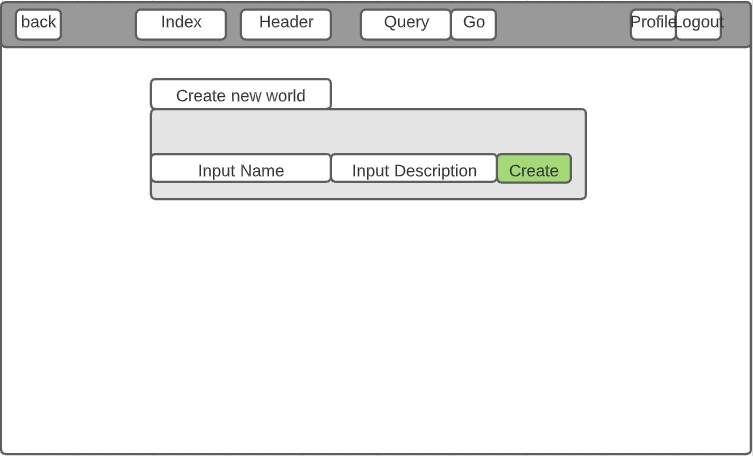 back Index Header Query Go Profile Logout
Create new world
Input Name Input Description Create